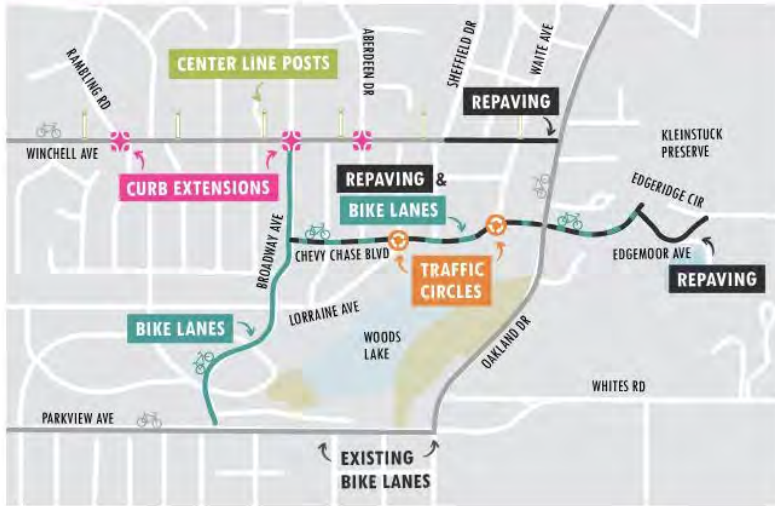 RAMBLING RD
CENTER LINE POSTS
ABERDEEN DR
SHEFFIELD DR
WAITE AVE
REPAVING
WINCHELL AVE
KLEINSTUCK
PRESERVE
CURB EXTENSIONS
REPAVING &
BIKE LANES
EDGERIDGE CIR
BROADWAY AVE
CHEVY CHASE BLVD
EDGEMOOR AVE
TRAFFIC
CIRCLES
REPAVING
LORRAINE AVE
BIKE LANES
WOODS
LAKE
OAKLAND DR
WHITES RD
PARKVIEW AVE
EXISTING
BIKE LANES